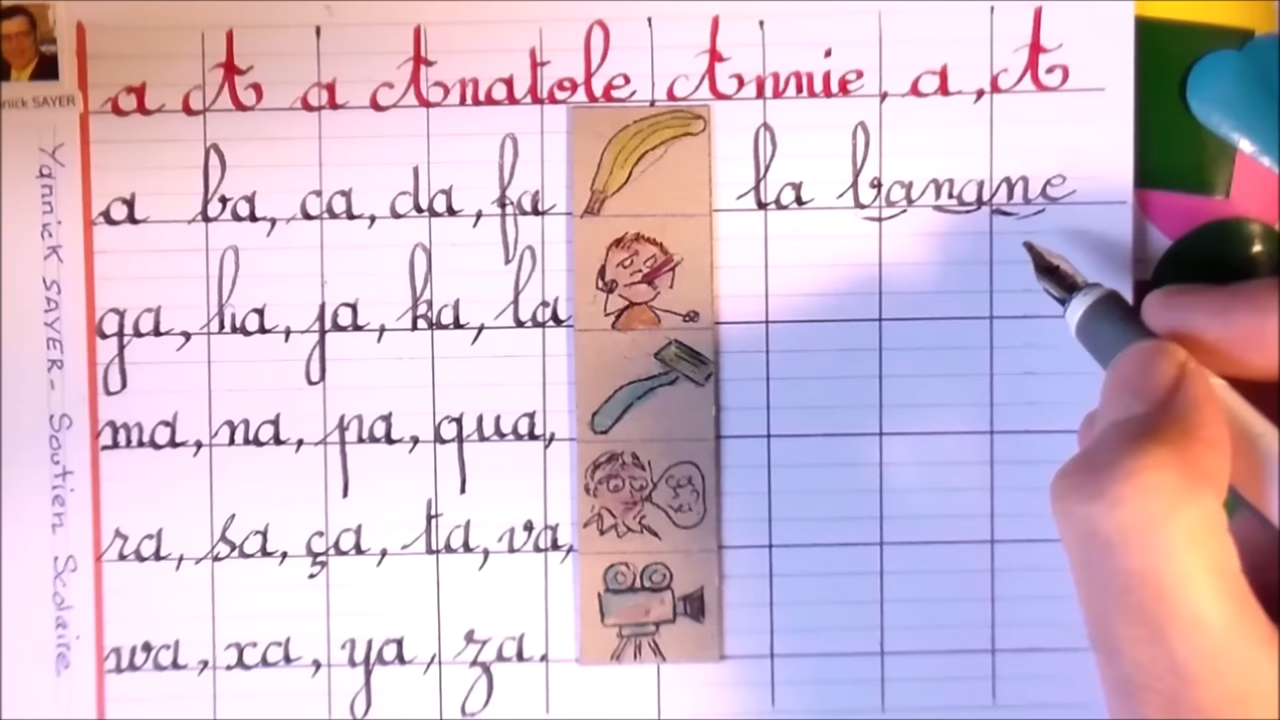 nick SAYER
Yannick SAYER - Soutien Scolaire
a A a Anatole Annie, a, A
a ba, ca, da, fa
la banane
ga, ha, ja, ka, la
ma, na, pa, qua,
ra, sa, ça, ta, va,
wa, xa, ya, za.